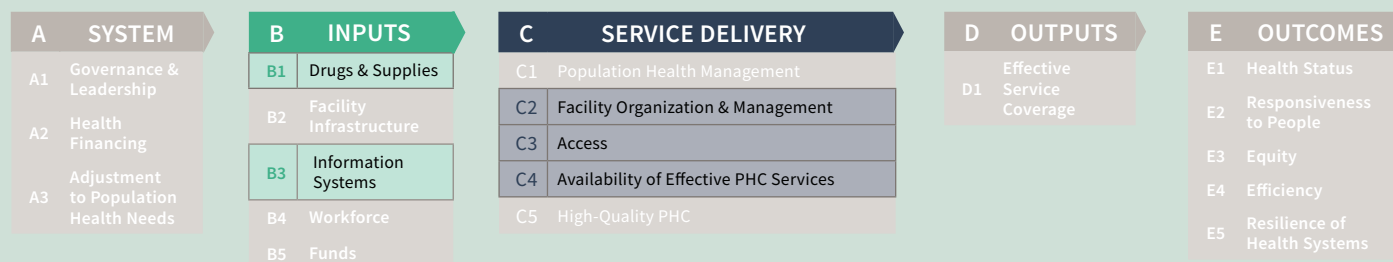 A SYSTEM
A1 Governance &
Leadership
A2 Health
Financing
A3 Adjustment
to Population
Health Needs
B INPUTS
B1 Drugs & Supplies
B2 Facility
Infrastructure
B3 Information
Systems
B4 Workforce
B5 Funds
C SERVICE DELIVERY
C1 Population Health Management
C2 Facility Organization & Management
C3 Access
C4 Availability of Effective PHC Services
C5 High-Quality PHC
D OUTPUTS
D1 Effective
Service
Coverage
E OUTCOMES
E1 Health Status
E2 Responsiveness
to People
E3 Equity
E4 Efficiency
E5 Resilience of
Health Systems